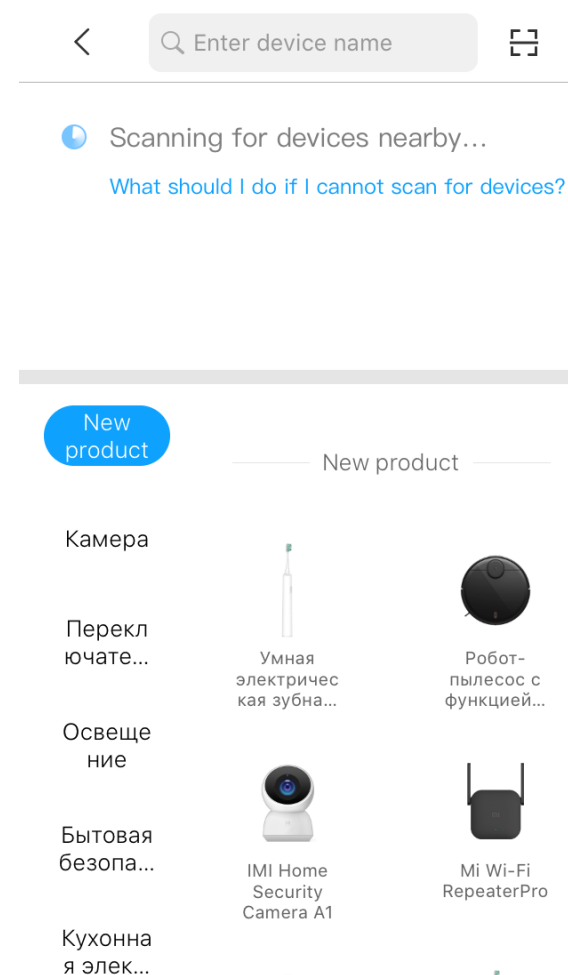 Enter device name
Scanning for devices nearby...
What should I do if I cannot scan for devices?
New
product
New product
Камера
Перекл
ючате...
Освеще
ние
Бытовая
безопа...
Кухонна
я элек...
Умная
электричес
кая зубна...
Робот-
пылесос с
функцией...
IMI Home
Security
Camera A1
Mi Wi-Fi
RepeaterPro